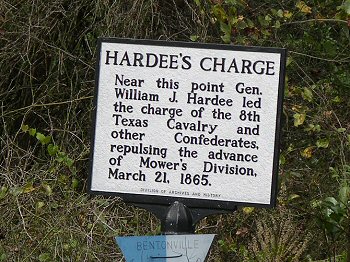 HARDEE'S CHARGE
Near this point Gen.
William J. Hardee led
the charge of the 8th
Texas Cavalry and
other Confederates,
repulsing the advance
of Mower's Division,
March 21, 1865.
DIVISION OF ARCHIVES AND HISTORY
BENTONVILLE